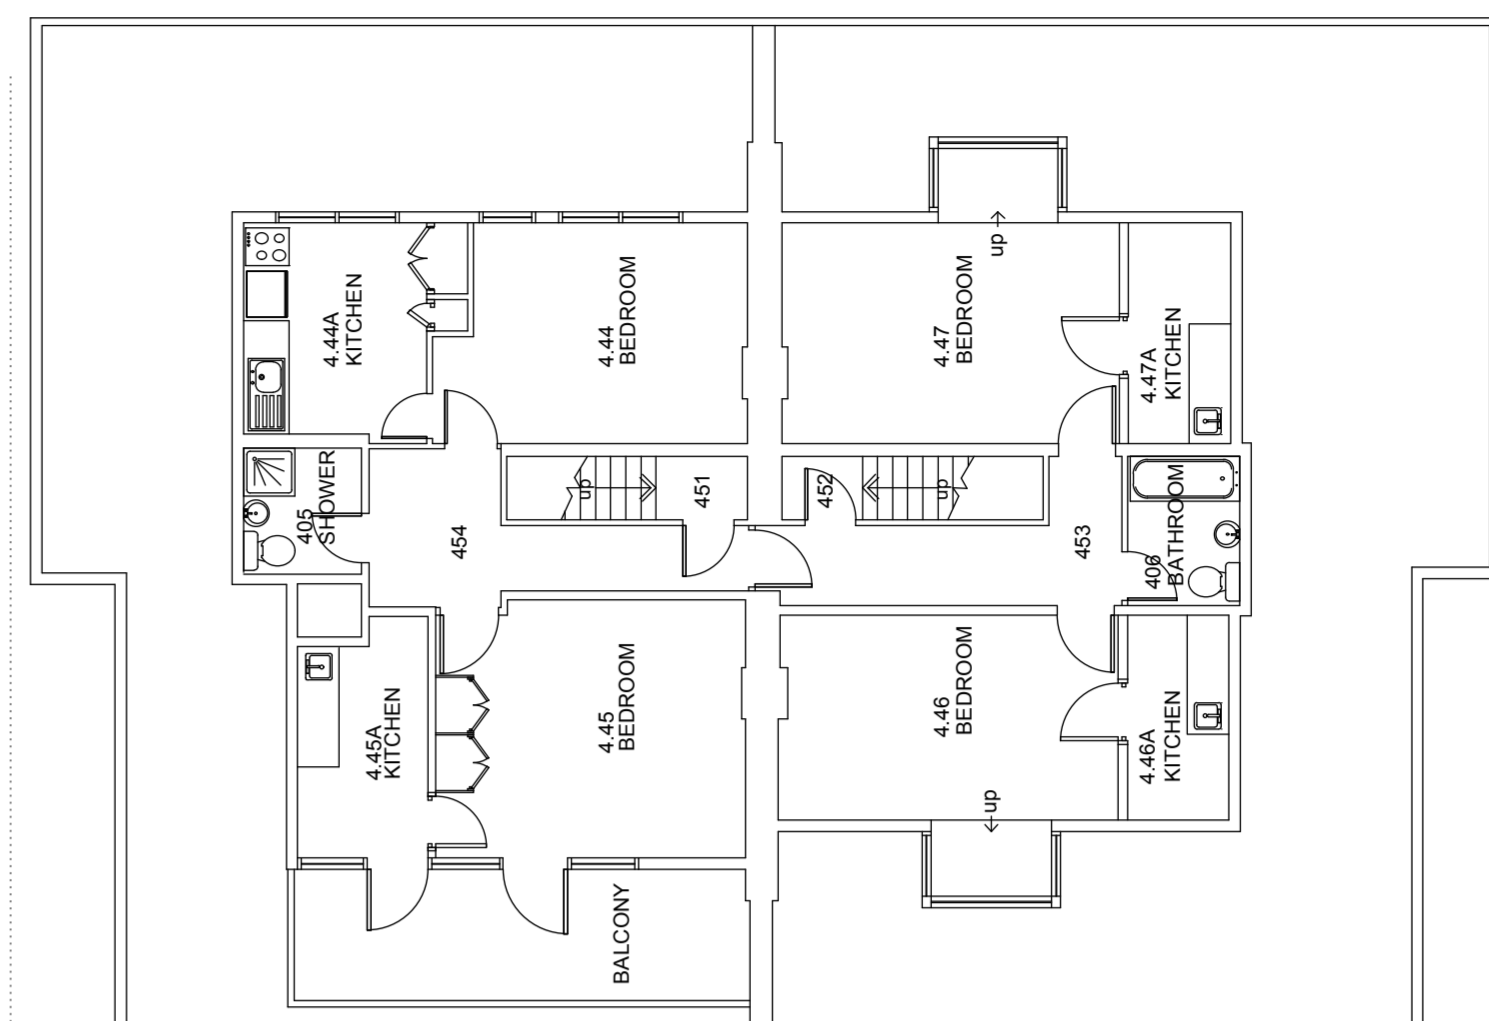 4.44A
KITCHEN
4.44
BEDROOM
4.47
BEDROOM
up
4.47A
KITCHEN
405
SHOWER
454
up
451
452
up
453
406
BATHROOM
4.45A
KITCHEN
4.45
BEDROOM
4.46
BEDROOM
up
4.46A
KITCHEN
BALCONY